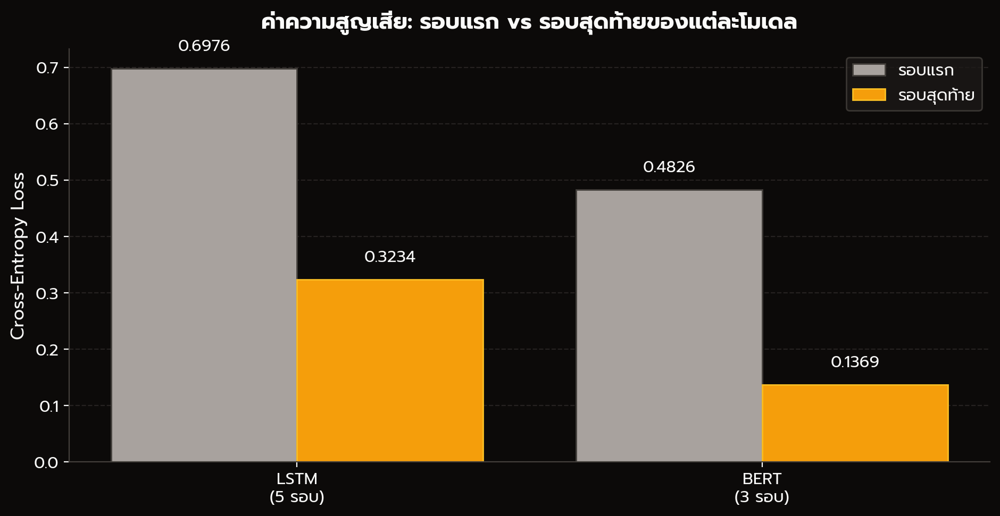 ค่าความสูญเสีย: รอบแรก vs รอบสุดท้ายของแต่ละโมเดล
0.6976
0.7
รอบแรก
รอบสุดท้าย
0.6
0.4826
0.5
0.3234
0.4
0.3
Cross-Entropy Loss
0.2
0.1369
0.1
0.0
LSTM
(5 รอบ)
BERT
(3 รอบ)